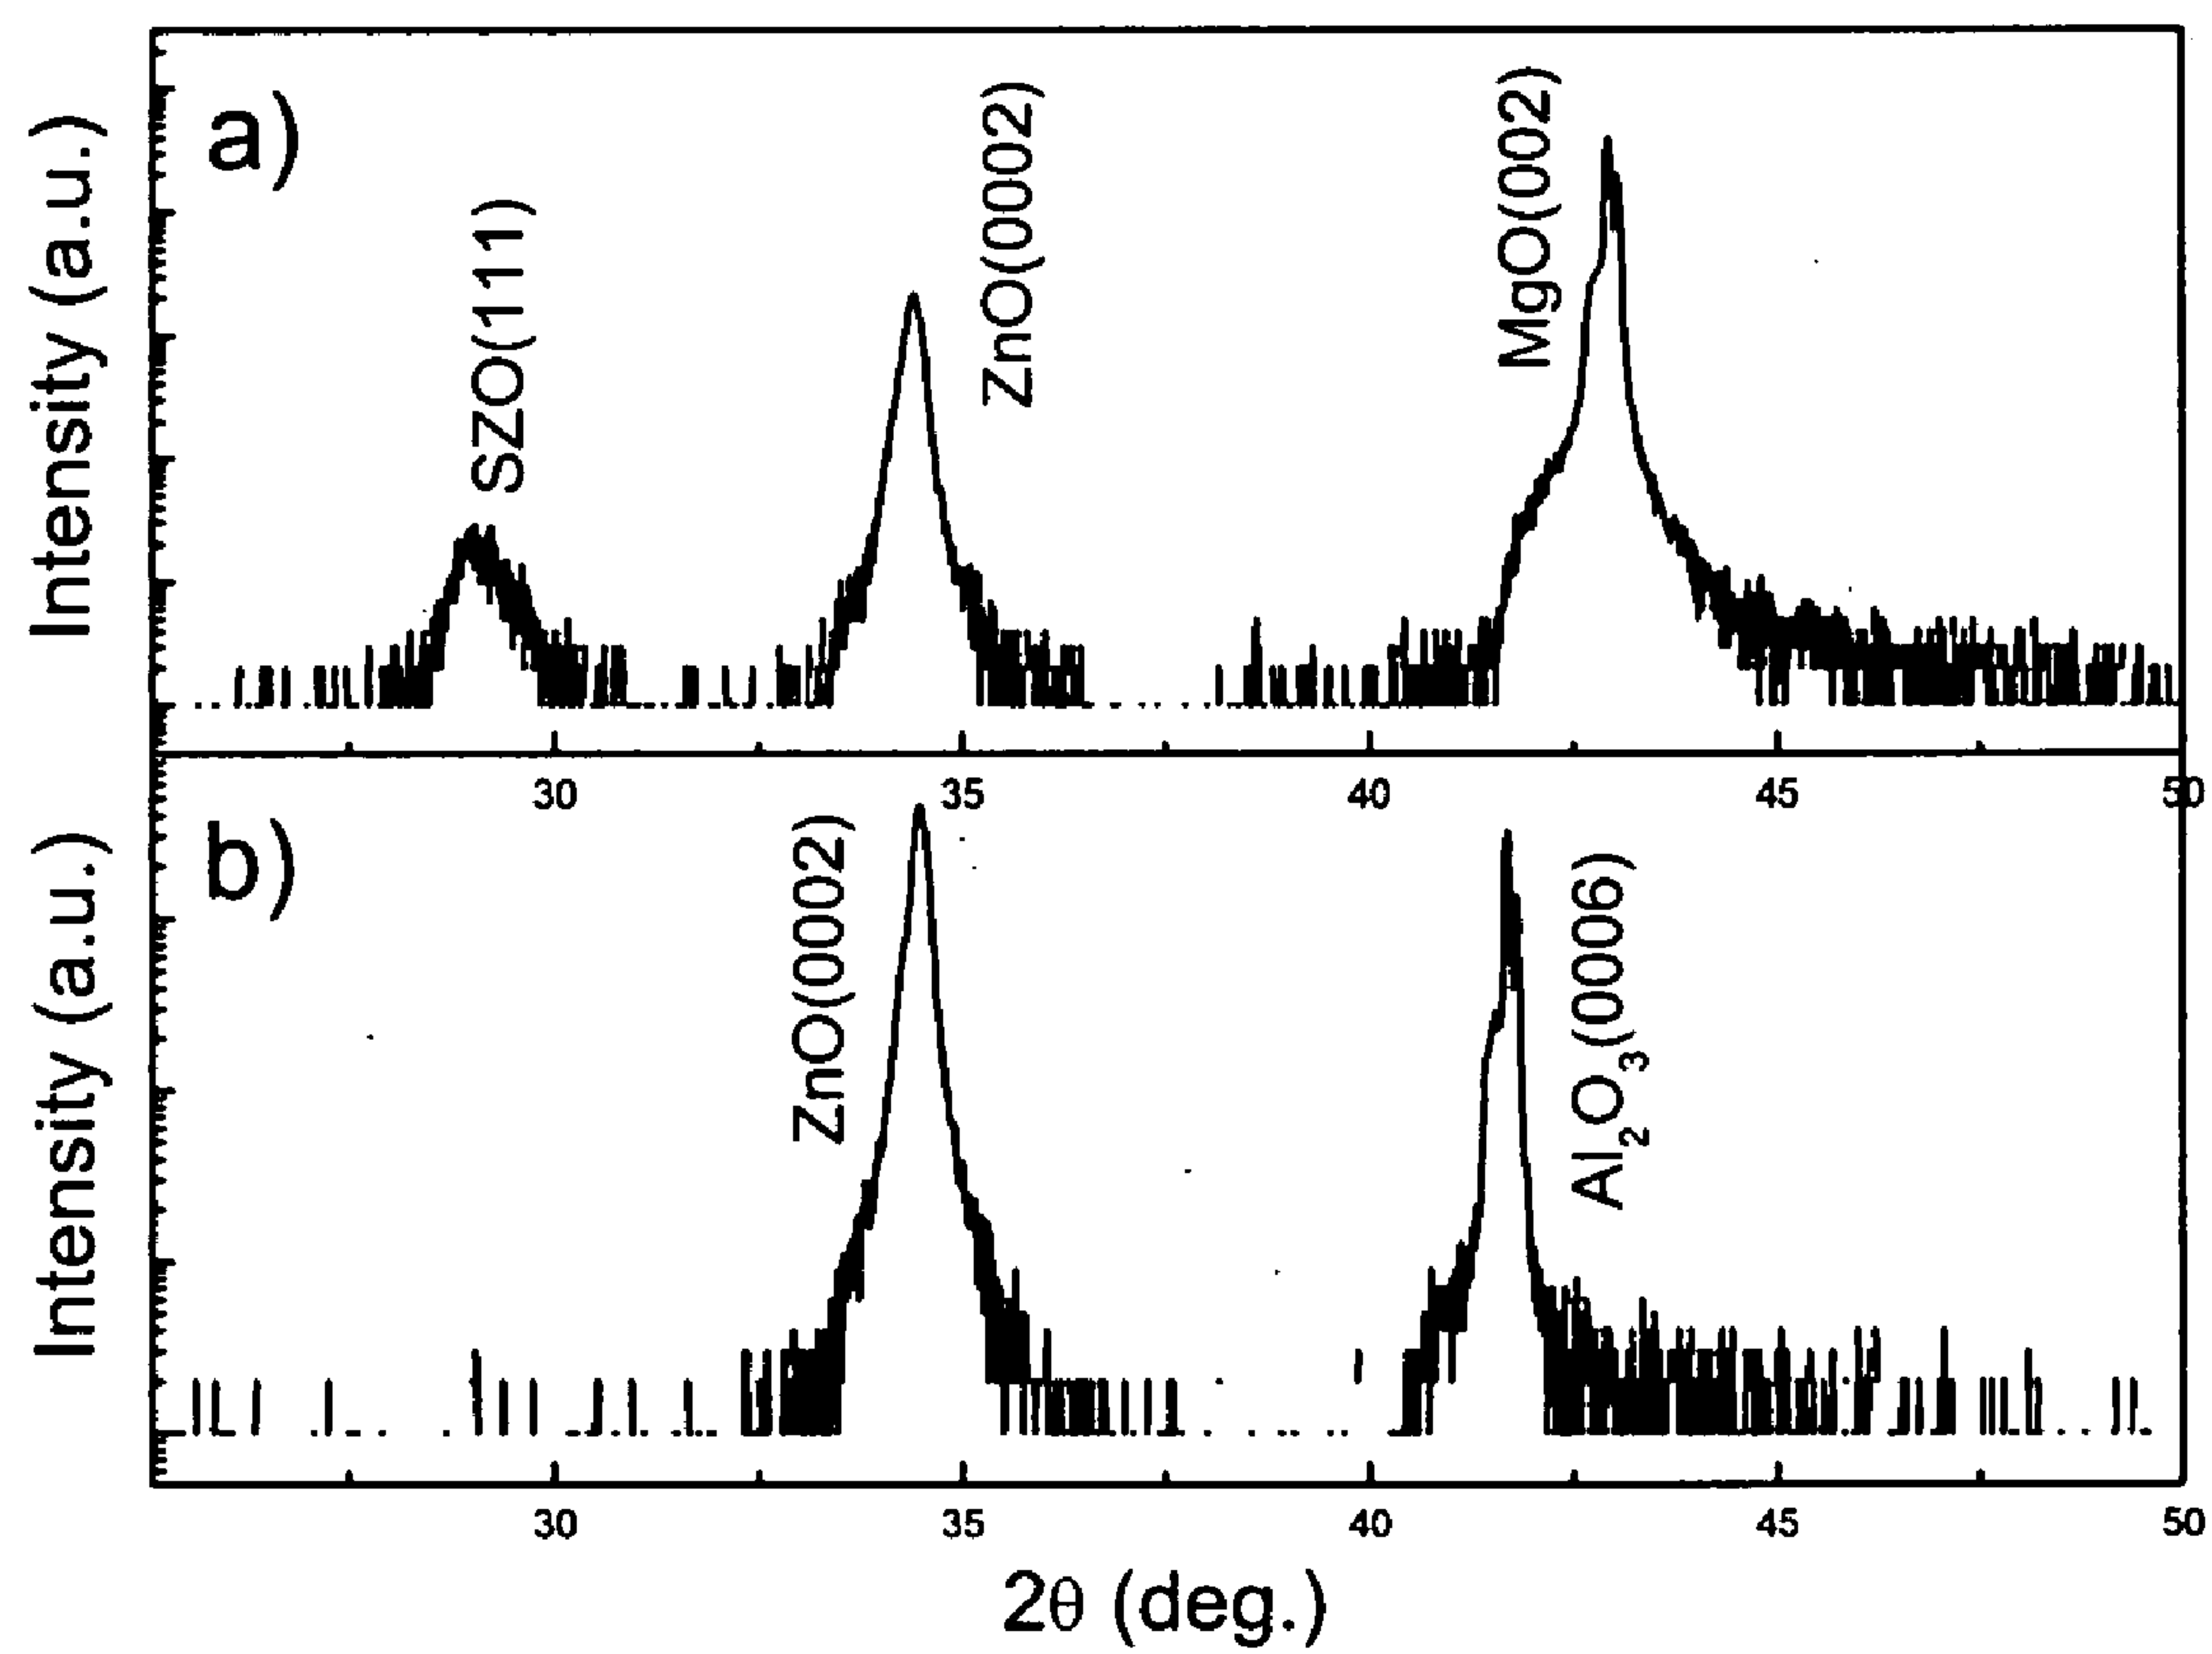 Intensity (a.u.)
a)
SZO(111)
ZnO(0002)
MgO(002)
30 35 40 45 50
Intensity (a.u.)
b)
ZnO(0002)
Al2O3(0006)
30 35 40 45 50
2θ (deg.)